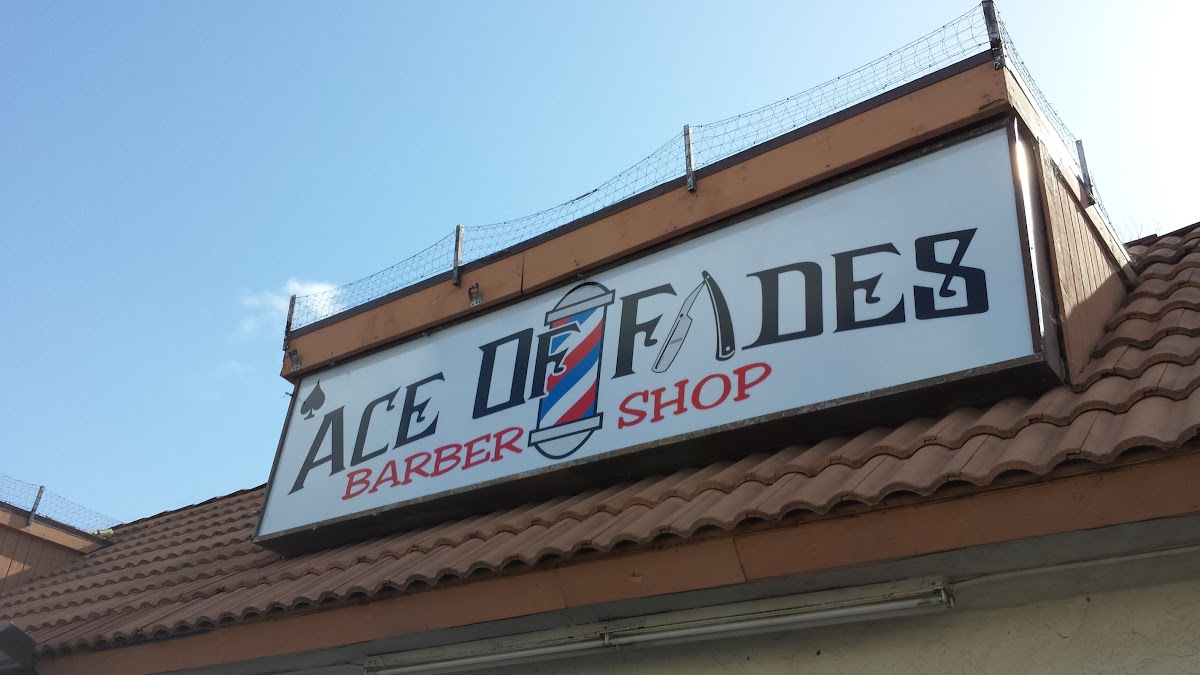 ACE OF FADES
BARBER SHOP